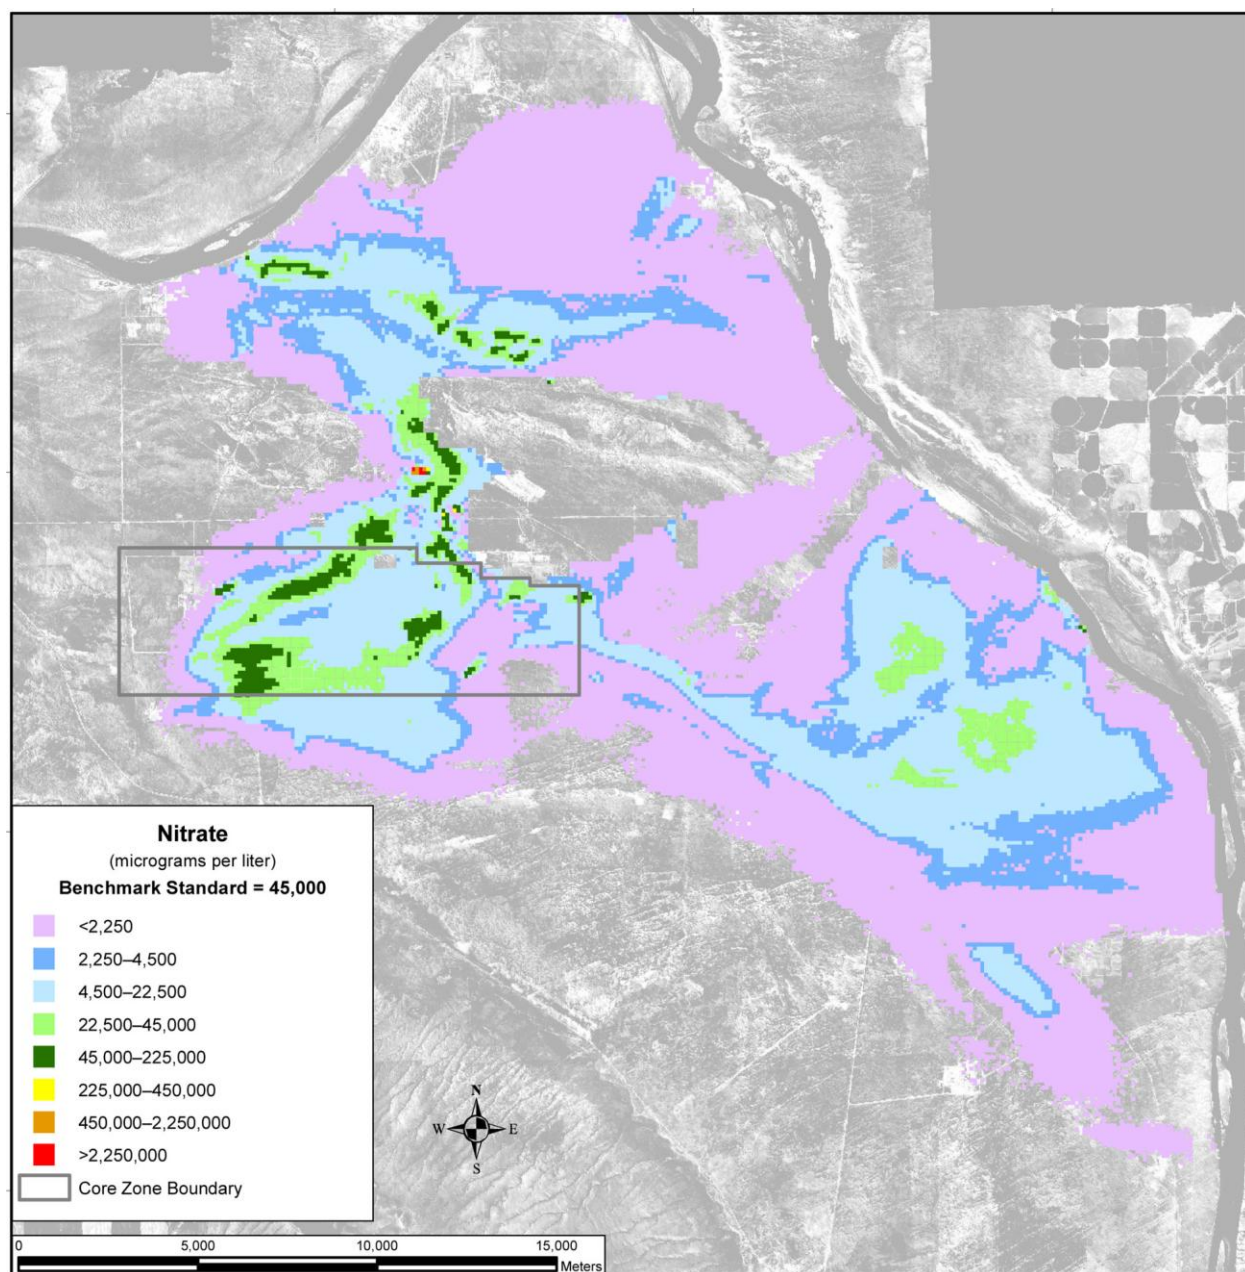 Nitrate
(micrograms per liter)
Benchmark Standard = 45,000
<2,250
2,250–4,500
4,500–22,500
22,500–45,000
45,000–225,000
225,000–450,000
450,000–2,250,000
>2,250,000
Core Zone Boundary
N
W E
S
0 5,000 10,000 15,000
Meters